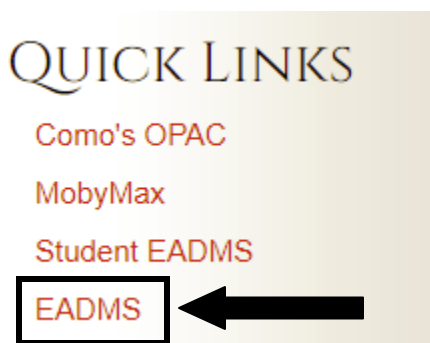 QUICK LINKS
Como's OPAC
MobyMax
Student EADMS
EADMS